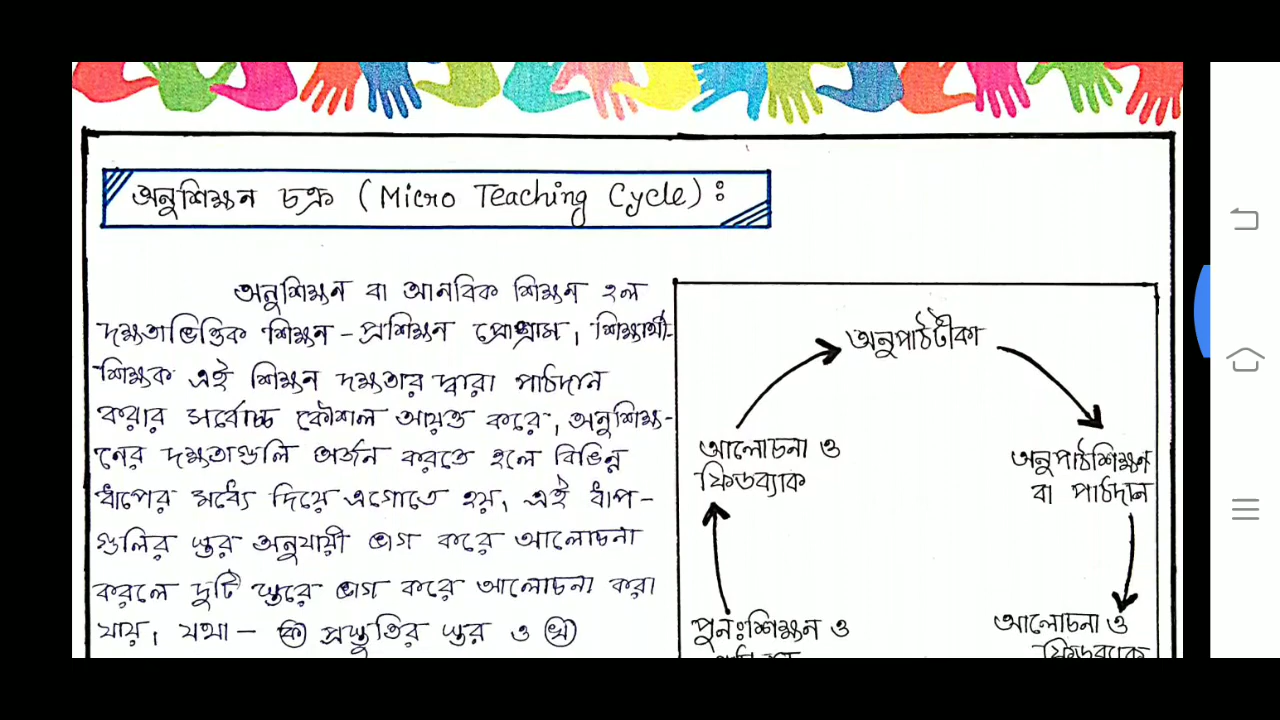 অনুশিক্ষন চক্র (Micro Teaching Cycle) :
অনুশিক্ষন বা আনবিক শিক্ষন হল
দক্ষতাভিত্তিক শিক্ষন-প্রশিক্ষন প্রোগ্রাম, শিক্ষার্থী-
শিক্ষক এই শিক্ষন দক্ষতার দ্বারা পাঠদান
করার সর্বোচ্চ কৌশল আয়ত্ত করে, অনুশিক্ষ-
নের দক্ষতাগুলি অর্জন করতে হলে বিভিন্ন
ধাপের মধ্যে দিয়ে এগোতে হয়, এই ধাপ-
গুলির স্তর অনুযায়ী ভাগ করে আলোচনা
করলে দুটি স্তরে ভাগ করে আলোচনা করা
যায়, যথা- (ক) প্রস্তুতির স্তর ও (খ)
অনুপাঠটীকা
অনুপাঠশিক্ষন
বা পাঠদান
আলোচনা ও
ফিডব্যাক
পুনঃশিক্ষন ও
আলোচনা ও
ফিডব্যাক